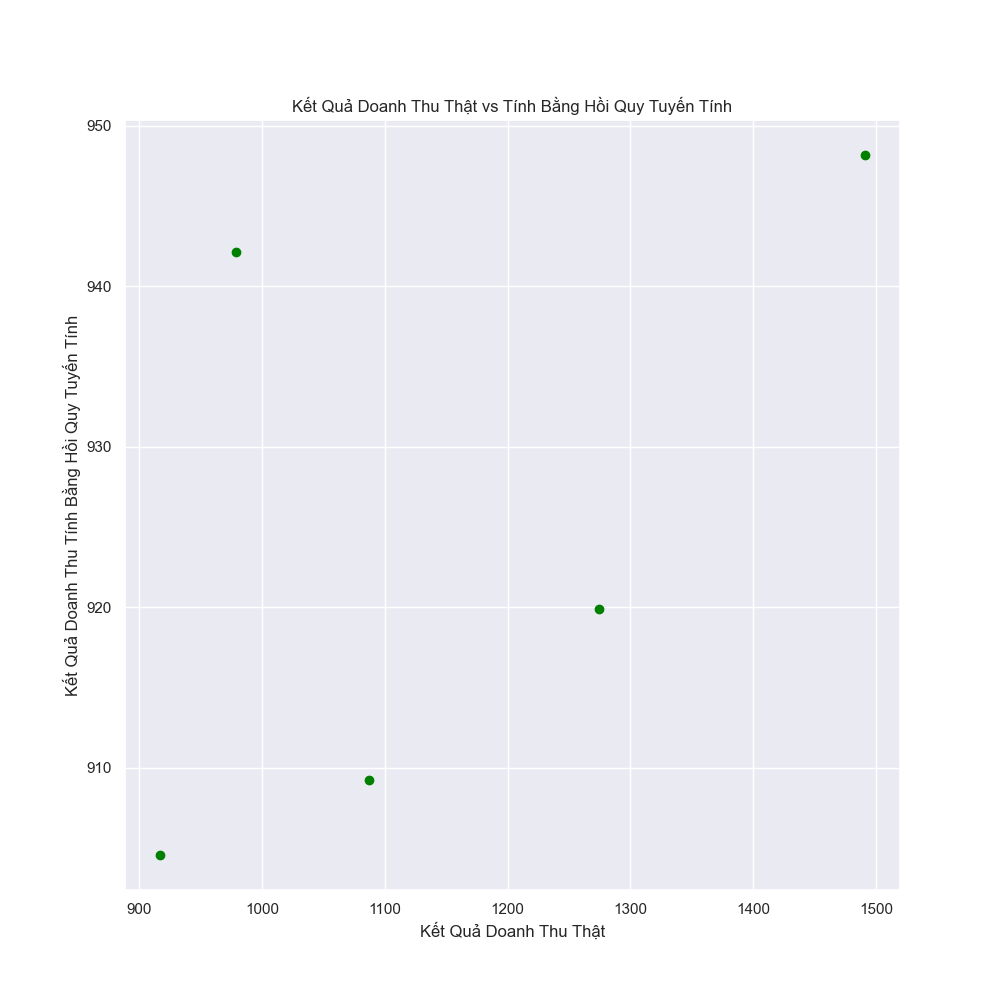 Kết Quả Doanh Thu Thật vs Tính Bằng Hồi Quy Tuyến Tính
Kết Quả Doanh Thu Tính Bằng Hồi Quy Tuyến Tính
950
940
930
920
910
900 1000 1100 1200 1300 1400 1500
Kết Quả Doanh Thu Thật